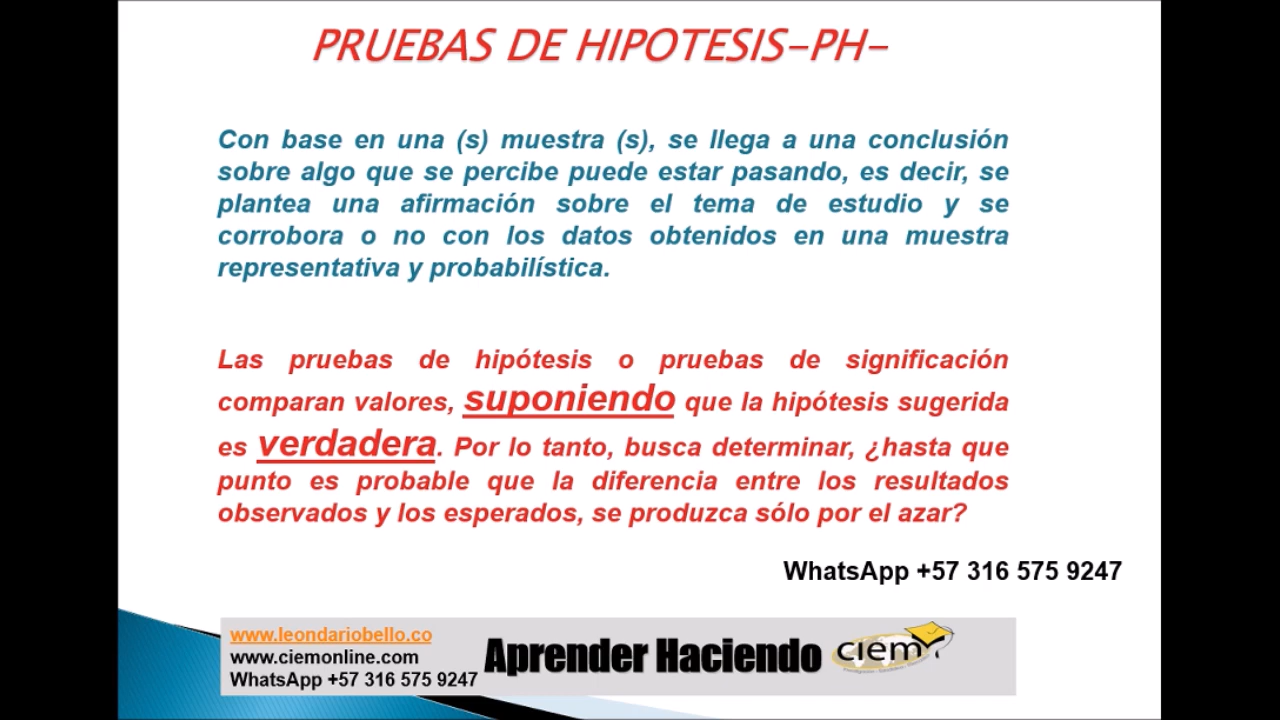 PRUEBAS DE HIPOTESIS-PH-
Con base en una (s) muestra (s), se llega a una conclusión
sobre algo que se percibe puede estar pasando, es decir, se
plantea una afirmación sobre el tema de estudio y se
corrobora o no con los datos obtenidos en una muestra
representativa y probabilística.
Las pruebas de hipótesis o pruebas de significación
comparan valores, suponiendo que la hipótesis sugerida
es verdadera. Por lo tanto, busca determinar, ¿hasta que
punto es probable que la diferencia entre los resultados
observados y los esperados, se produzca sólo por el azar?
WhatsApp +57 316 575 9247
www.leondariobello.co
www.ciemonline.com
WhatsApp +57 316 575 9247
Aprender Haciendo
ciem